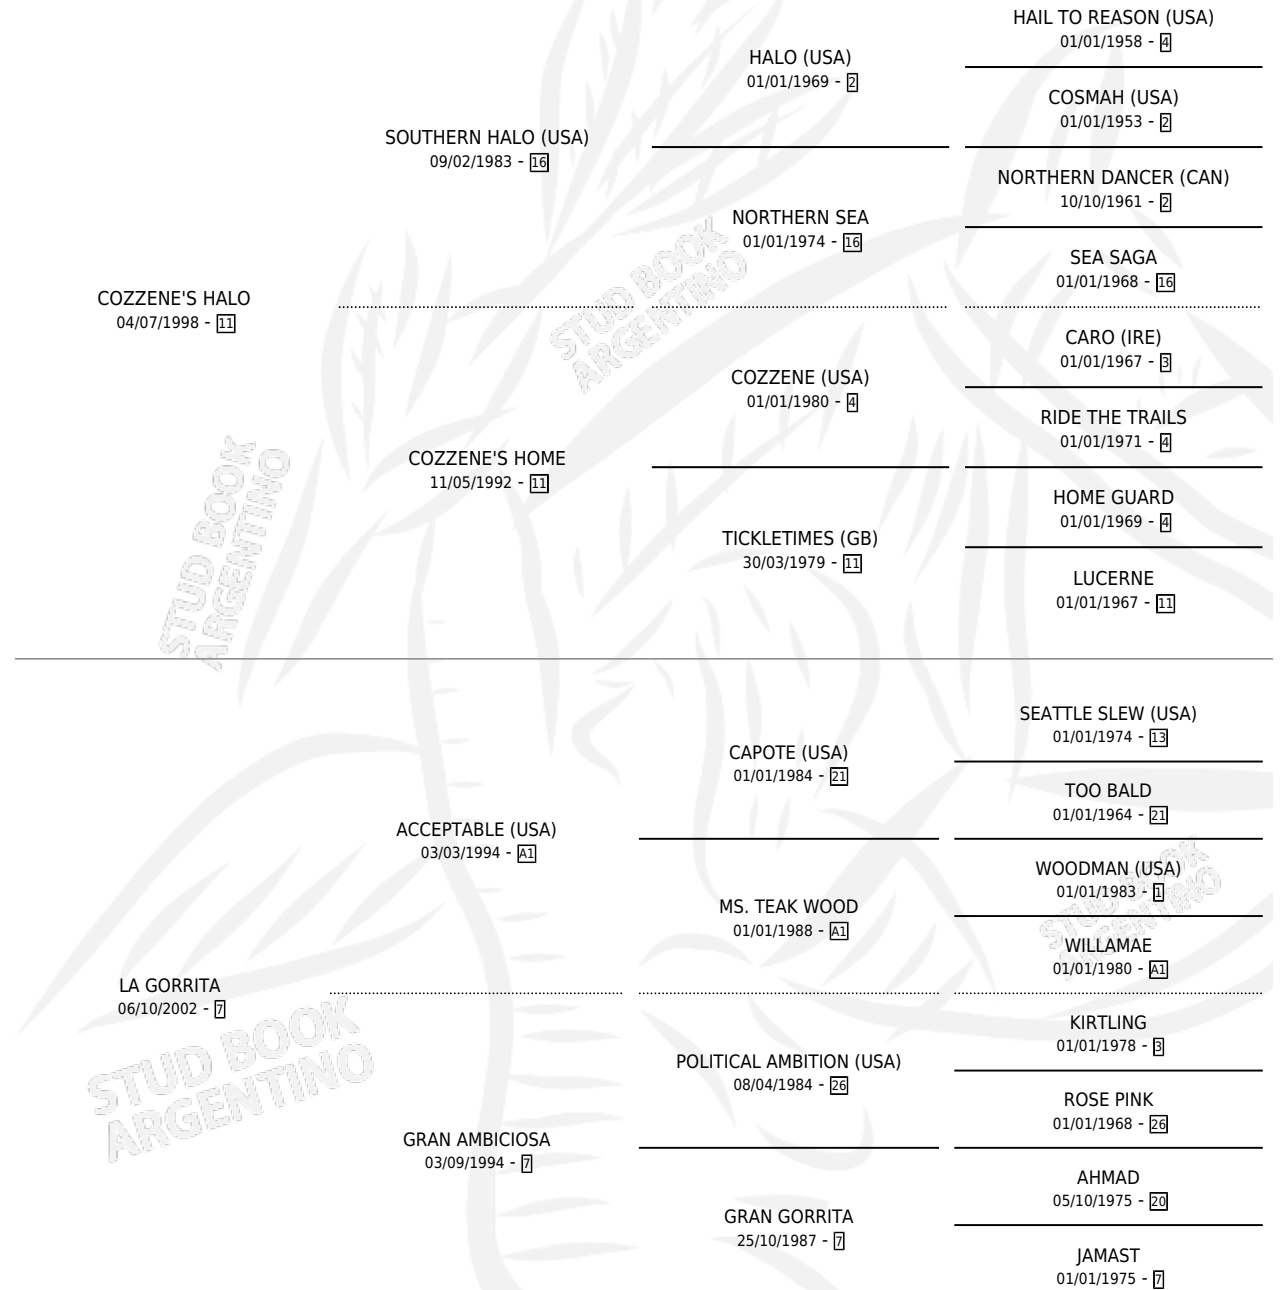 HAIL TO REASON (USA)
01/01/1958 - 4
HALO (USA)
01/01/1969 - 2
COSMAH (USA)
01/01/1953 - 2
SOUTHERN HALO (USA)
09/02/1983 - 16
NORTHERN DANCER (CAN)
10/10/1961 - 2
NORTHERN SEA
01/01/1974 - 16
SEA SAGA
01/01/1968 - 16
COZZENE'S HALO
04/07/1998 - 11
CARO (IRE)
01/01/1967 - 3
COZZENE (USA)
01/01/1980 - 4
RIDE THE TRAILS
01/01/1971 - 4
COZZENE'S HOME
11/05/1992 - 11
HOME GUARD
01/01/1969 - 4
TICKLETIMES (GB)
30/03/1979 - 11
LUCERNE
01/01/1967 - 11
SEATTLE SLEW (USA)
01/01/1974 - 13
CAPOTE (USA)
01/01/1984 - 21
TOO BALD
01/01/1964 - 21
ACCEPTABLE (USA)
03/03/1994 - A1
WOODMAN (USA)
01/01/1983 - 1
MS. TEAK WOOD
01/01/1988 - A1
WILLAMAE
01/01/1980 - A1
LA GORRITA
06/10/2002 - 7
KIRTLING
01/01/1978 - 3
POLITICAL AMBITION (USA)
08/04/1984 - 26
ROSE PINK
01/01/1968 - 26
GRAN AMBICIOSA
03/09/1994 - 7
AHMAD
05/10/1975 - 20
GRAN GORRITA
25/10/1987 - 7
JAMAST
01/01/1975 - 7
STUD BOOK
ARGENTINO
STUD BOOK
ARGENTINO
STUD BOOK
ARGENTINO
STUD BOOK
ARGENTINO